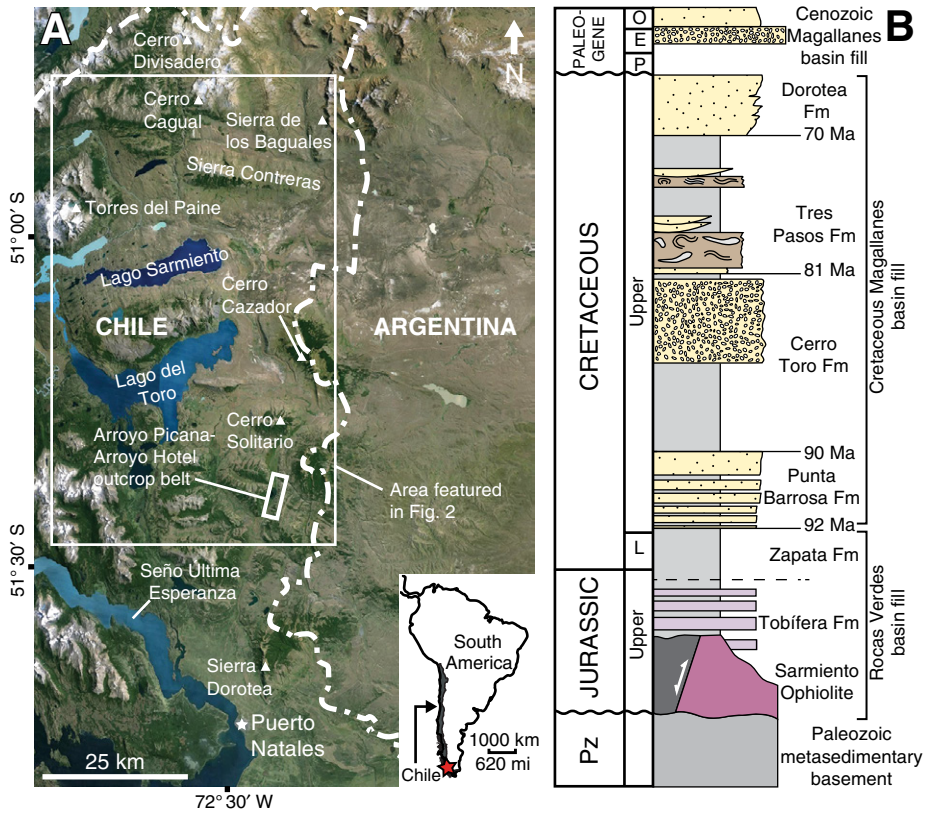 A
Cerro
Divisadero
N
Cerro
Cagual
Sierra de
los Baguales
Sierra Contreras
Torres del Paine
51° 00′ S
Lago Sarmiento
Cerro
Cazador
CHILE
ARGENTINA
Lago del
Toro
Cerro
Solitario
Arroyo Picana-
Arroyo Hotel
outcrop belt
Area featured
in Fig. 2
51° 30′ S
Seño Ultima
Esperanza
Sierra
Dorotea
Puerto
Natales
25 km
72° 30′ W
South
America
1000 km
620 mi
Chile
B
PALEO-
GENE
O
E
P
Cenozoic
Magallanes
basin fill
CRETACEOUS
Upper
L
Dorotea
Fm
70 Ma
Tres
Pasos Fm
81 Ma
Cerro
Toro Fm
90 Ma
Punta
Barrosa Fm
92 Ma
Cretaceous Magallanes
basin fill
Zapata Fm
JURASSIC
Upper
Tobífera Fm
Sarmiento
Ophiolite
Rocas Verdes
basin fill
Pz
Paleozoic
metasedimentary
basement